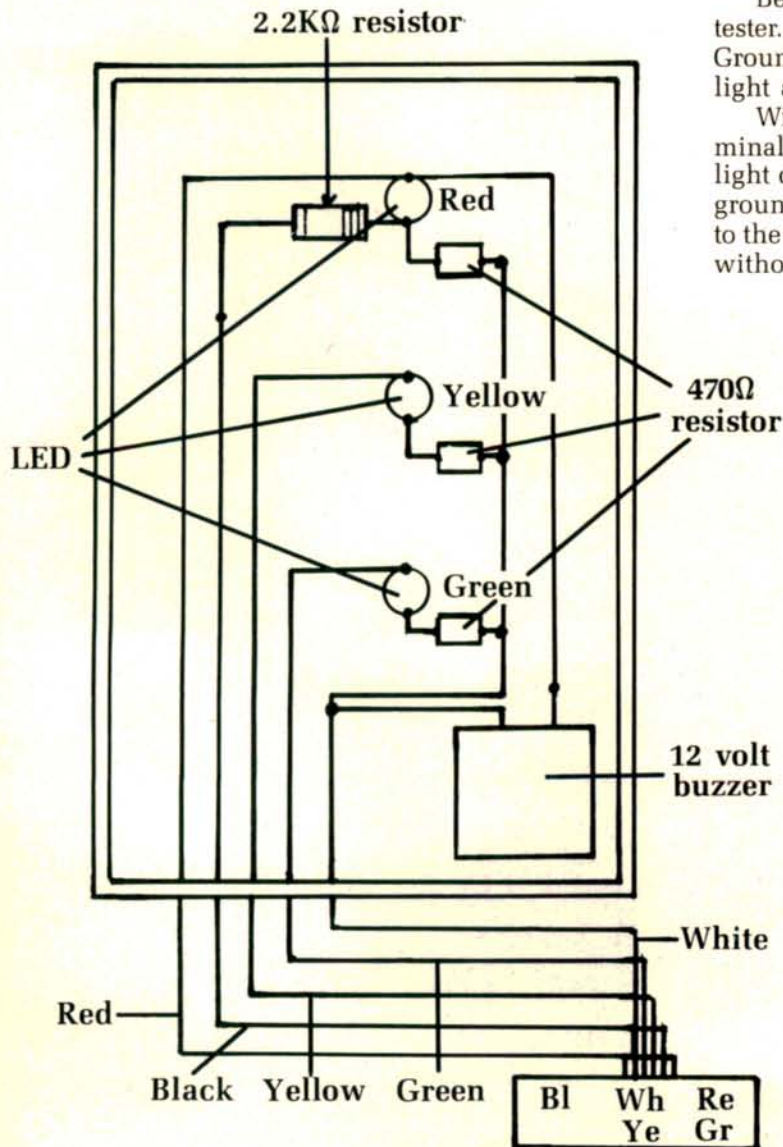 2.2KΩ resistor
Be
tester.
Groun
light a
Wi
minal
light o
groun
to the
witho
Red
Yellow
470Ω
resistor
LED
Green
12 volt
buzzer
White
Red
Black Yellow Green
Bl Wh Re
Ye Gr